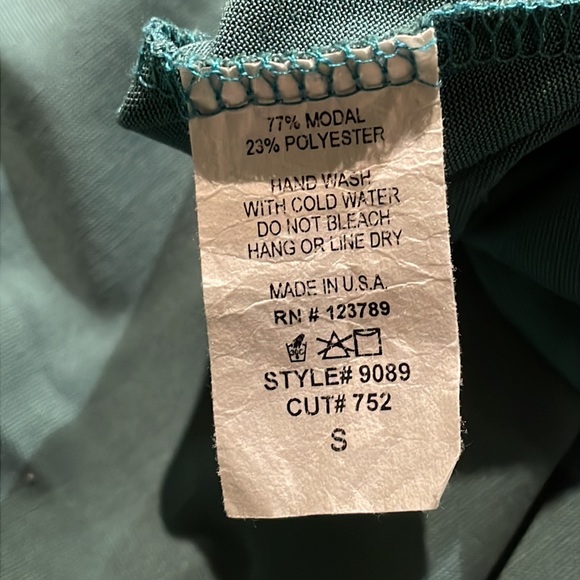 77% MODAL
23% POLYESTER
HAND WASH
WITH COLD WATER
DO NOT BLEACH
HANG OR LINE DRY
MADE IN U.S.A.
RN # 123789
STYLE# 9089
CUT# 752
S